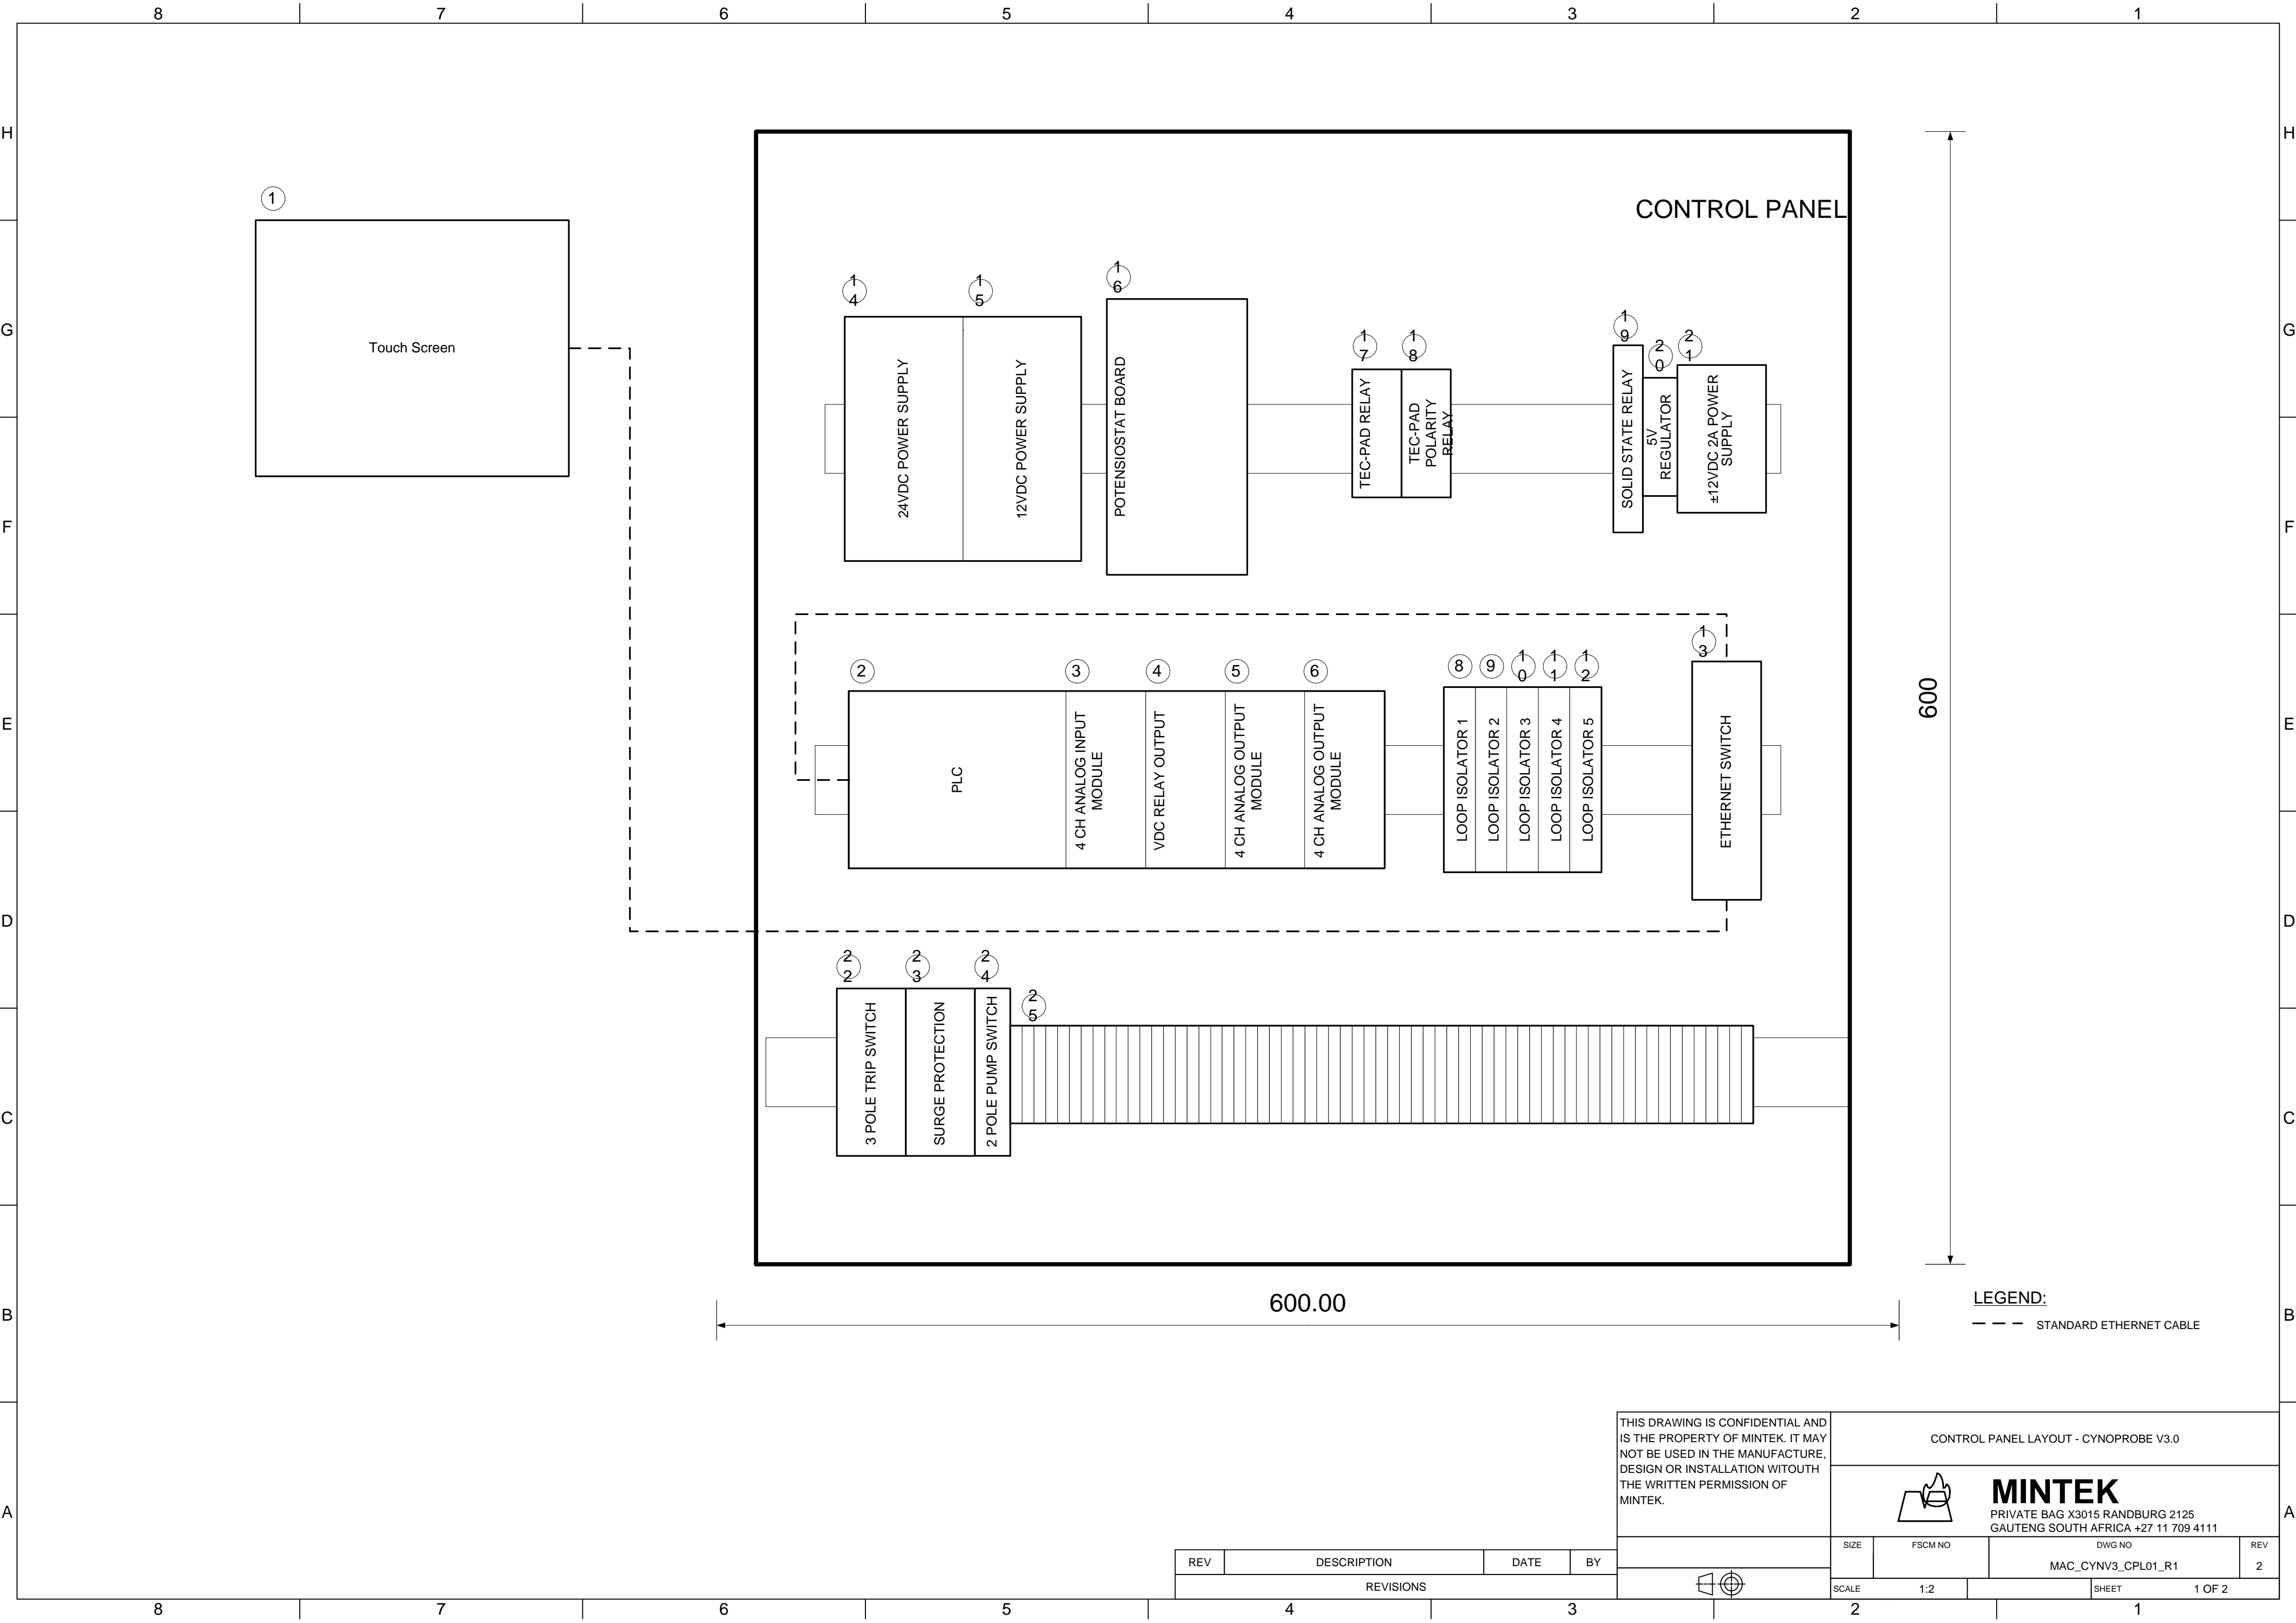 8 7 6 5 4 3 2 1
H H
CONTROL PANEL
1
Touch Screen
14
15
16
17
18
19
20
21
24VDC POWER SUPPLY
12VDC POWER SUPPLY
POTENSIOSTAT BOARD
TEC-PAD RELAY
TEC-PAD
POLARITY
RELAY
SOLID STATE RELAY
5V
REGULATOR
±12VDC 2A POWER
SUPPLY
G G
F F
2
3
4
5
6
8
9
10
11
12
13
PLC
4 CH ANALOG INPUT
MODULE
VDC RELAY OUTPUT
4 CH ANALOG OUTPUT
MODULE
4 CH ANALOG OUTPUT
MODULE
LOOP ISOLATOR 1
LOOP ISOLATOR 2
LOOP ISOLATOR 3
LOOP ISOLATOR 4
LOOP ISOLATOR 5
ETHERNET SWITCH
600
E E
D D
22
23
24
25
3 POLE TRIP SWITCH
SURGE PROTECTION
2 POLE PUMP SWITCH
C C
600.00
B B
LEGEND:
STANDARD ETHERNET CABLE
THIS DRAWING IS CONFIDENTIAL AND
IS THE PROPERTY OF MINTEK. IT MAY
NOT BE USED IN THE MANUFACTURE,
DESIGN OR INSTALLATION WITOUTH
THE WRITTEN PERMISSION OF
MINTEK.
CONTROL PANEL LAYOUT - CYNOPROBE V3.0
MINTEK
PRIVATE BAG X3015 RANDBURG 2125
GAUTENG SOUTH AFRICA +27 11 709 4111
A A
SIZE FSCM NO DWG NO REV
MAC_CYNV3_CPL01_R1 2
SCALE 1:2 SHEET 1 OF 2
REV DESCRIPTION DATE BY
REVISIONS
8 7 6 5 4 3 2 1